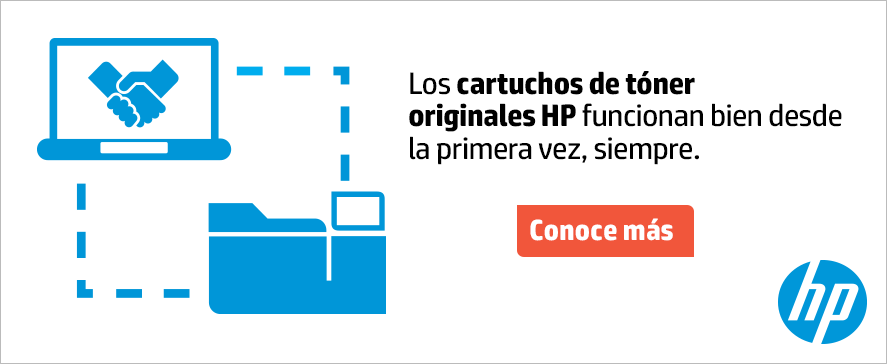 Los cartuchos de tóner
originales HP funcionan bien desde
la primera vez, siempre.
Conoce más
hp